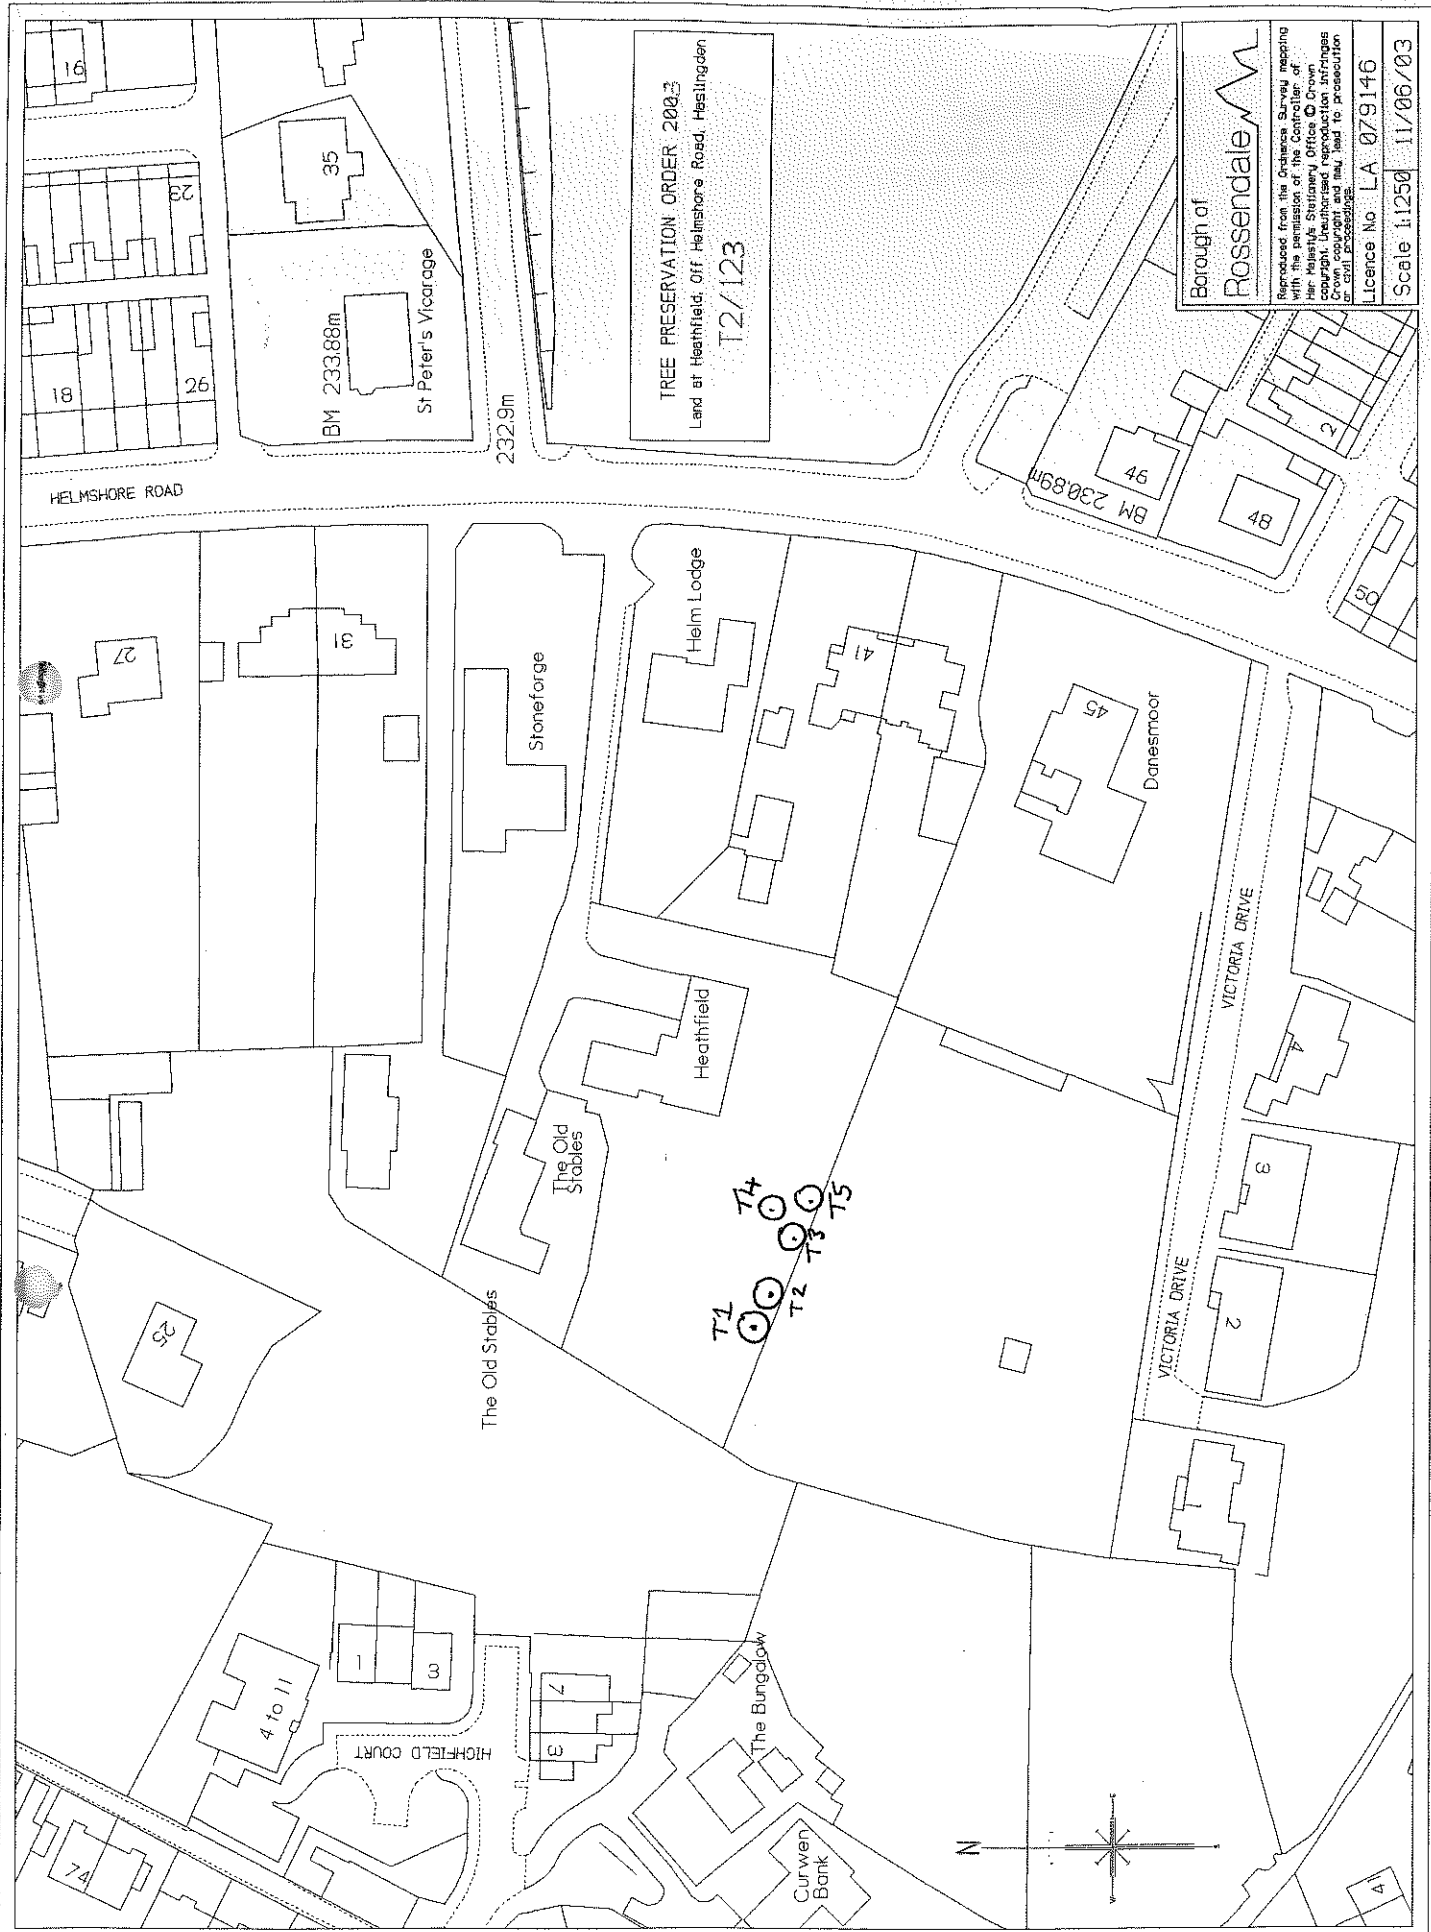 TREE PRESERVATION ORDER 2003
Land at Heathfield, Off Helmshore Road, Haslingden
T2/123
Borough of
Rossendale
Reproduced from the Ordnance Survey mapping
with the permission of the Controller of
Her Majesty's Stationery Office © Crown
copyright. Unauthorised reproduction infringes
Crown copyright and may lead to prosecution
or civil proceedings.
Licence No LA 079146
Scale 1:1250 11/06/03
16
23
35
18
26
BM 233.88m
St Peter's Vicarage
232.9m
HELMSHORE ROAD
27
31
Stoneforge
Helm Lodge
41
45
Danesmoor
BM 230.89m
46
48
2
50
VICTORIA DRIVE
Heathfield
The Old
Stables
4
3
2
1
VICTORIA DRIVE
T1
T2
T3
T4
T5
25
The Old Stables
4 to 11
1
3
HIGHFIELD COURT
7
3
The Bungalow
Curwen
Bank
74
N
41